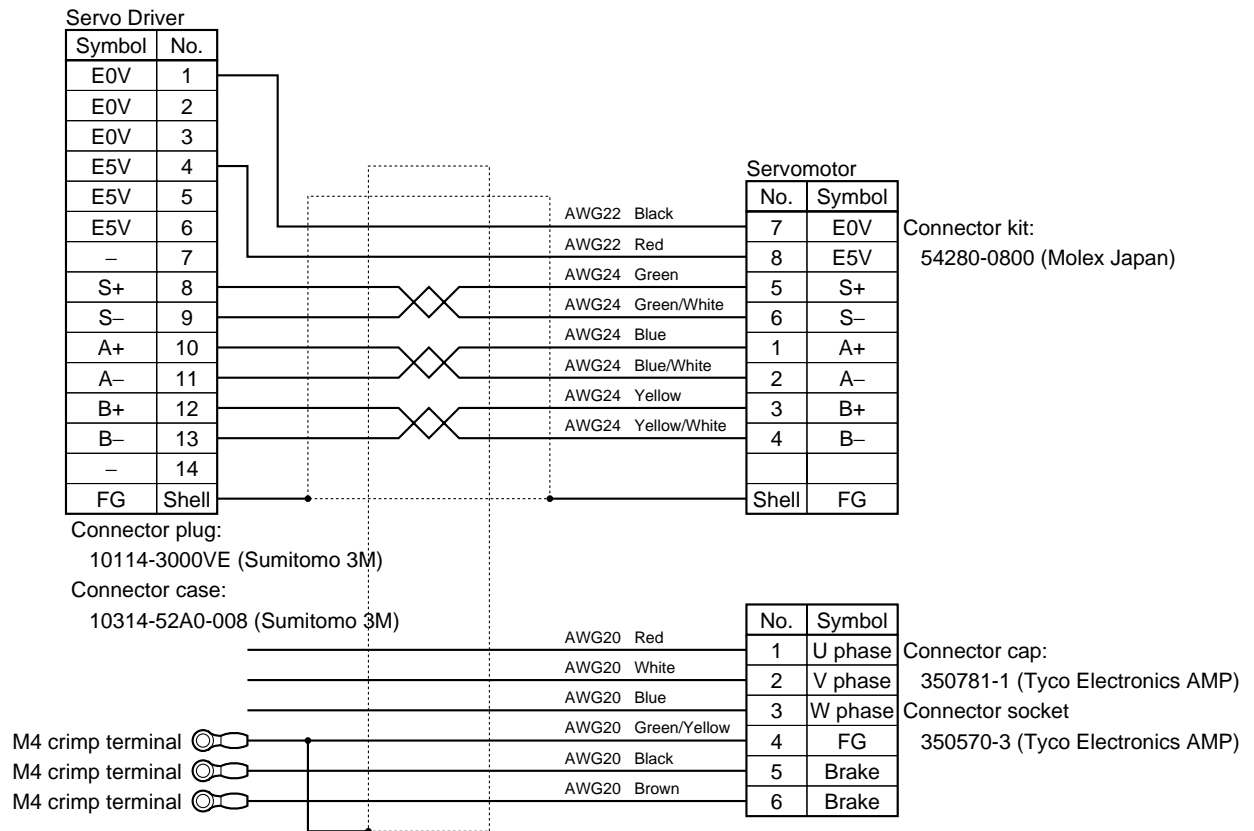 Servo Driver
Symbol No.
E0V 1
E0V 2
E0V 3
E5V 4
E5V 5
E5V 6
– 7
S+ 8
S– 9
A+ 10
A– 11
B+ 12
B– 13
– 14
FG Shell
Connector plug:
10114-3000VE (Sumitomo 3M)
Connector case:
10314-52A0-008 (Sumitomo 3M)
AWG22 Black
AWG22 Red
AWG24 Green
AWG24 Green/White
AWG24 Blue
AWG24 Blue/White
AWG24 Yellow
AWG24 Yellow/White
Servomotor
No. Symbol
7 E0V
8 E5V
5 S+
6 S–
1 A+
2 A–
3 B+
4 B–
Shell FG
Connector kit:
54280-0800 (Molex Japan)
M4 crimp terminal
M4 crimp terminal
M4 crimp terminal
AWG20 Red
AWG20 White
AWG20 Blue
AWG20 Green/Yellow
AWG20 Black
AWG20 Brown
No. Symbol
1 U phase
2 V phase
3 W phase
4 FG
5 Brake
6 Brake
Connector cap:
350781-1 (Tyco Electronics AMP)
Connector socket
350570-3 (Tyco Electronics AMP)